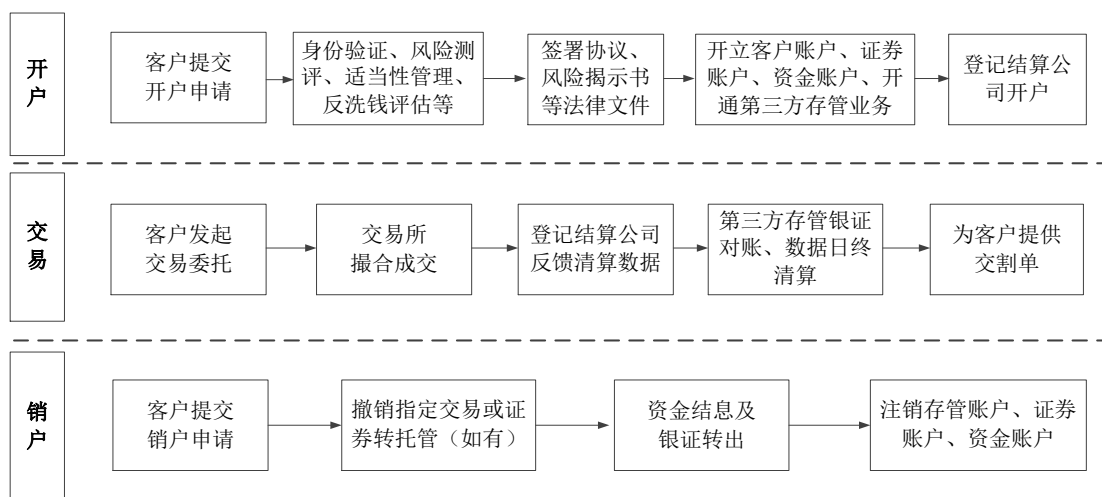 开
户
客户提交
开户申请
身份验证、风险测
评、适当性管理、
反洗钱评估等
签署协议、
风险揭示书
等法律文件
开立客户账户、证券
账户、资金账户、开
通第三方存管业务
登记结算公
司开户
交
易
客户发起
交易委托
交易所
撮合成交
登记结算公司
反馈清算数据
第三方存管银证
对账、数据日终
清算
为客户提供
交割单
销
户
客户提交
销户申请
撤销指定交易或证
券转托管（如有）
资金结息及
银证转出
注销存管账户、证券
账户、资金账户